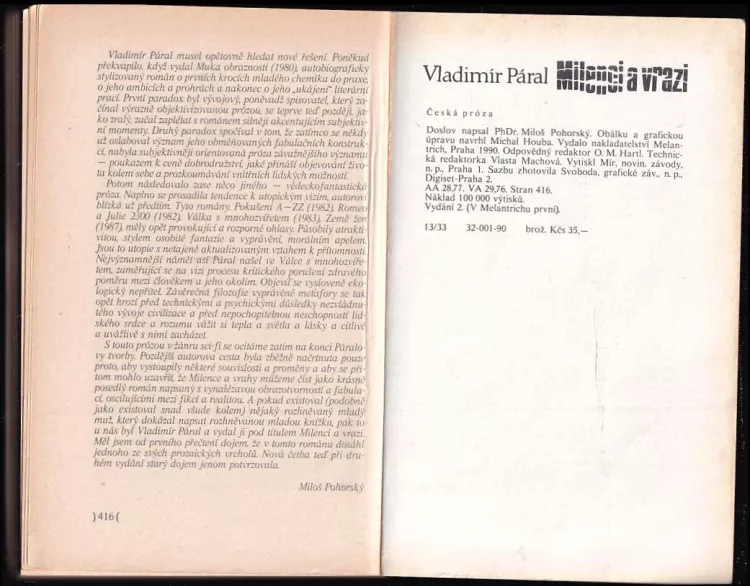 Vladimír Páral musel opětovně hledat nové řešení. Poněkud
překvapilo, když vydal Muka obraznosti (1980), autobiograficky
stylizovaný román o prvních krocích mladého chemika do praxe,
o jeho ambicích a prohrách a nakonec o jeho „ukájení“ literární
prací. První paradox byl vývojový, poněvadž spisovatel, který za-
čínal výrazně objektivizovanou prózou, se teprve teď později, ja-
ko zralý, začal zaplétat s románem silněji akcentujícím subjektiv-
ní momenty. Druhý paradox spočíval v tom, že zatímco se někdy
už oslaboval význam jeho obměňovaných fabulačních konstruk-
cí, nabyla subjektivněji orientovaná próza závažnějšího významu
— poukazem k ceně dobrodružství, jaké přináší objevování živo-
ta kolem sebe a prozkoumávání vnitřních lidských možností.
Potom následovalo zase něco jiného — vědeckofantastická
próza. Naplno se prosadila tendence k utopickým vizím, autorovi
blízká už předtím. Tyto romány, Pokušení A—ZZ (1982), Romeo
a Julie 2300 (1982), Válka s mnohozvířetem (1983), Země žen
(1987), měly opět provokující a rozporné ohlasy. Působily atrakti-
vitou, stylem osobité fantazie a vyprávění, morálním apelem.
Jsou to utopie s netajeně aktualizovaným vztahem k přítomnosti.
Nejvýznamnější námět asi Páral našel ve Válce s mnohozvíře-
tem, zaměřující se na vizi procesu kritického porušení zdravého
poměru mezi člověkem a jeho okolím. Objevil se vysloveně eko-
logický nepřítel. Závěrečná filozofie vyprávěné metafory se tak
opět hrozí před technickými a psychickými důsledky nezvládnu-
tého vývoje civilizace a před nepochopitelnou neschopností lid-
ského srdce a rozumu vážit si tepla a světla a lásky a citlivě
a uvážlivě s nimi zacházet.
S touto prózou v žánru sci-fi se ocitáme zatím na konci Páralo-
vy tvorby. Pozdější autorova cesta byla zběžně načrtnuta pouze
proto, aby vystoupily některé souvislosti a proměny a aby se při-
tom mohlo uzavřít, že Milence a vrahy můžeme číst jako krásně
posedlý román napsaný s vynalézavou obrazotvorností a fabula-
cí, oscilujícími mezi fikcí a realitou. A pokud existoval (podobně
jako existoval snad všude kolem) nějaký rozhněvaný mladý
muž, který dokázal napsat rozhněvanou mladou knížku, pak to
u nás byl Vladimír Páral a vydal ji pod titulem Milenci a vrazi.
Měl jsem od prvního přečtení dojem, že v tomto románu dosáhl
jednoho ze svých prozaických vrcholů. Nová četba teď při dru-
hém vydání starý dojem jenom potvrzovala.
Miloš Pohorský
)416(
Vladimír Páral Milenci a vrazi
Česká próza
Doslov napsal PhDr. Miloš Pohorský. Obálku a grafickou
úpravu navrhl Michal Houba. Vydalo nakladatelství Melan-
trich, Praha 1990. Odpovědný redaktor O. M. Hartl. Technic-
ká redaktorka Vlasta Machová. Vytiskl Mír, novin. závody,
n. p., Praha 1. Sazbu zhotovila Svoboda, grafické záv., n. p.,
Digiset-Praha 2.
AA 28,77. VA 29,76. Stran 416.
Náklad 100 000 výtisků.
Vydání 2. (V Melantrichu první).
13/33 32-001-90 brož. Kčs 35,—